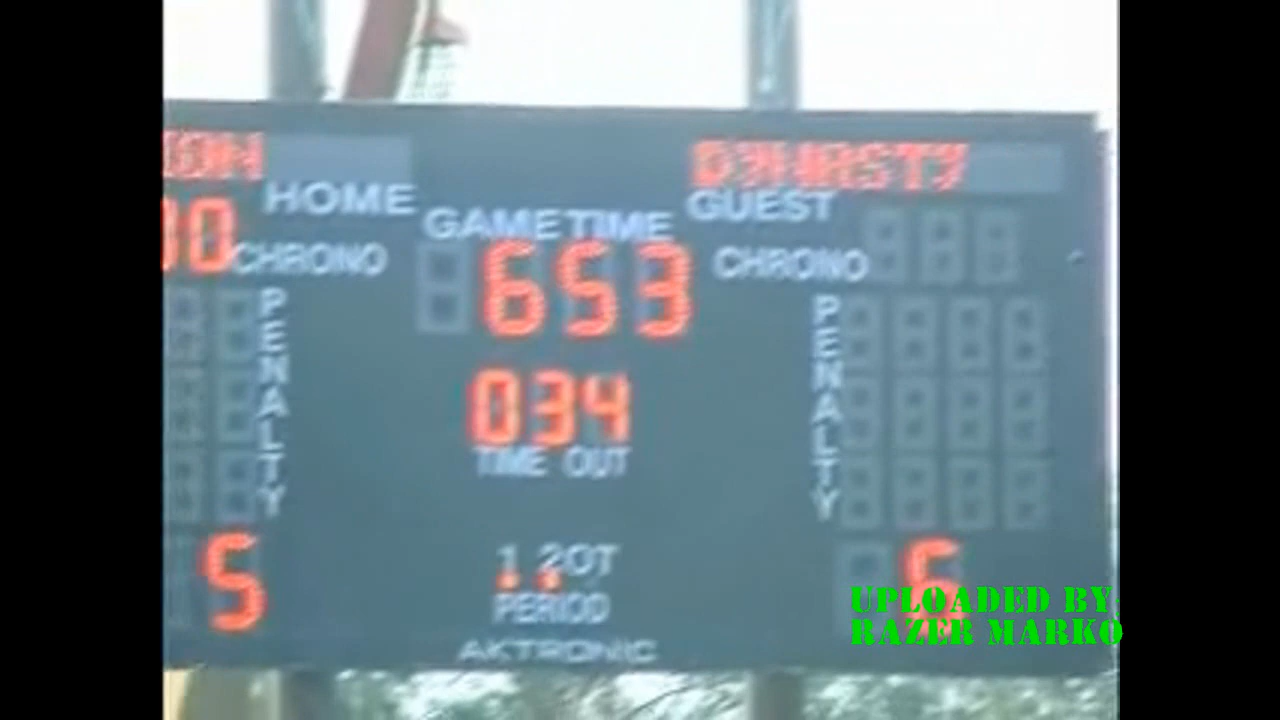 DYNASTY
HOME
GUEST
GAME TIME
CHRONO
CHRONO
653
PENALTY
PENALTY
034
TIME OUT
5
6
1 2 OT
PERIOD
AKTRONIC
UPLOADED BY
RAZER MARKO